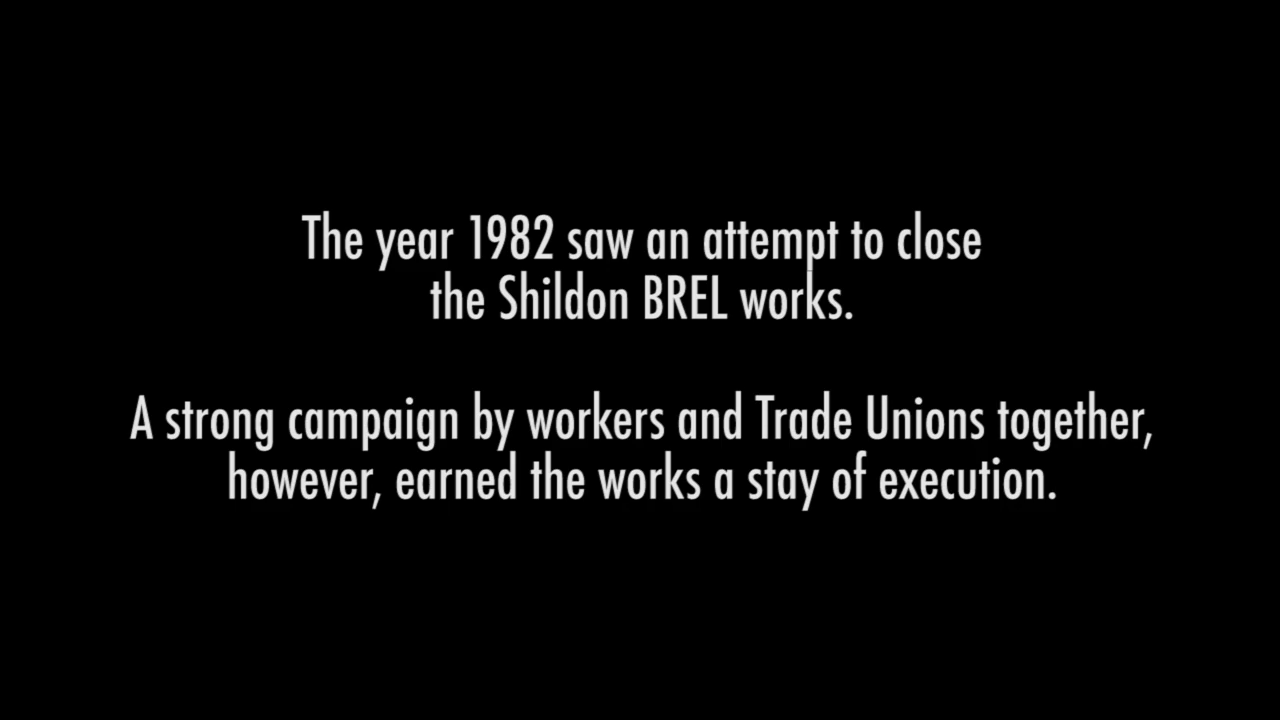 The year 1982 saw an attempt to close
the Shildon BREL works.
A strong campaign by workers and Trade Unions together,
however, earned the works a stay of execution.